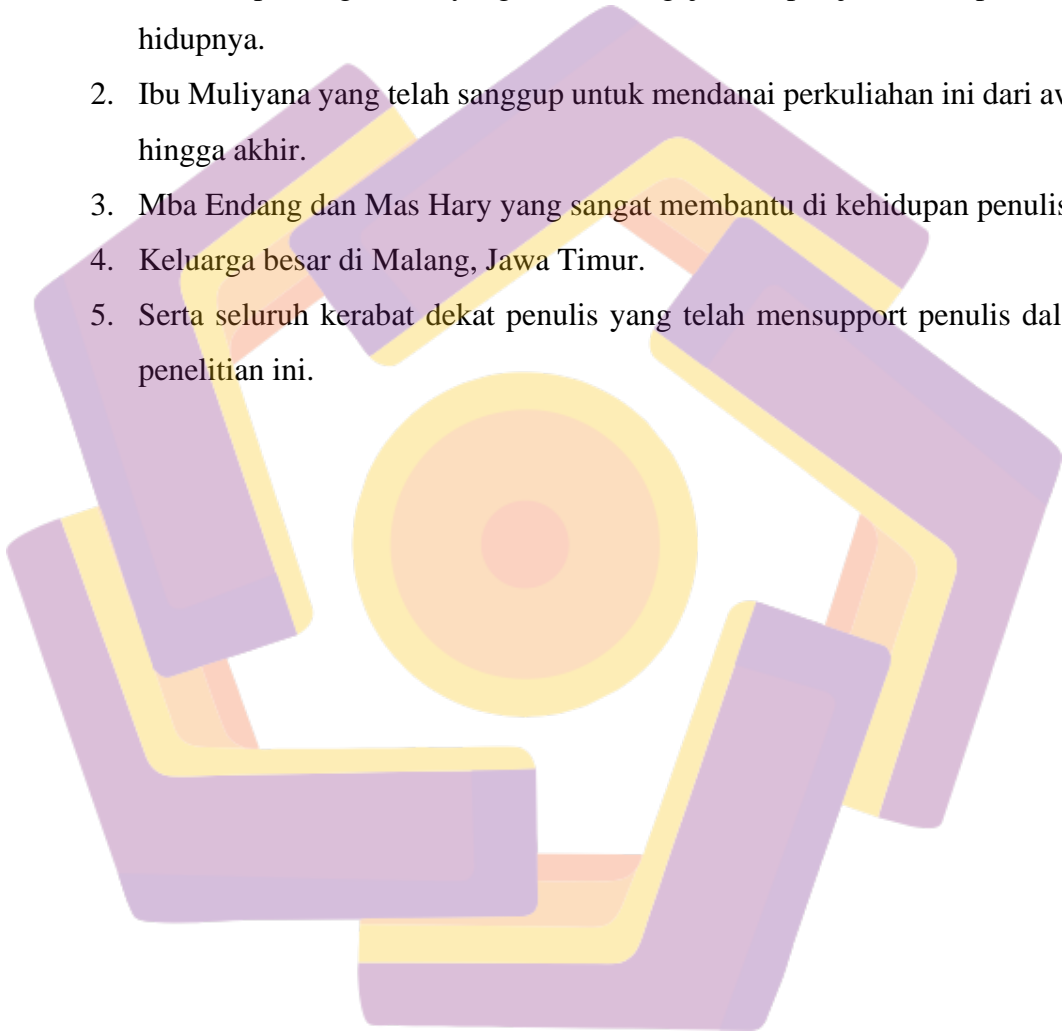 hidupnya.
2. Ibu Muliyana yang telah sanggup untuk mendanai perkuliahan ini dari
hingga akhir.
3. Mba Endang dan Mas Hary yang sangat membantu di kehidupan penulis
4. Keluarga besar di Malang, Jawa Timur.
5. Serta seluruh kerabat dekat penulis yang telah mensupport penulis
penelitian ini.